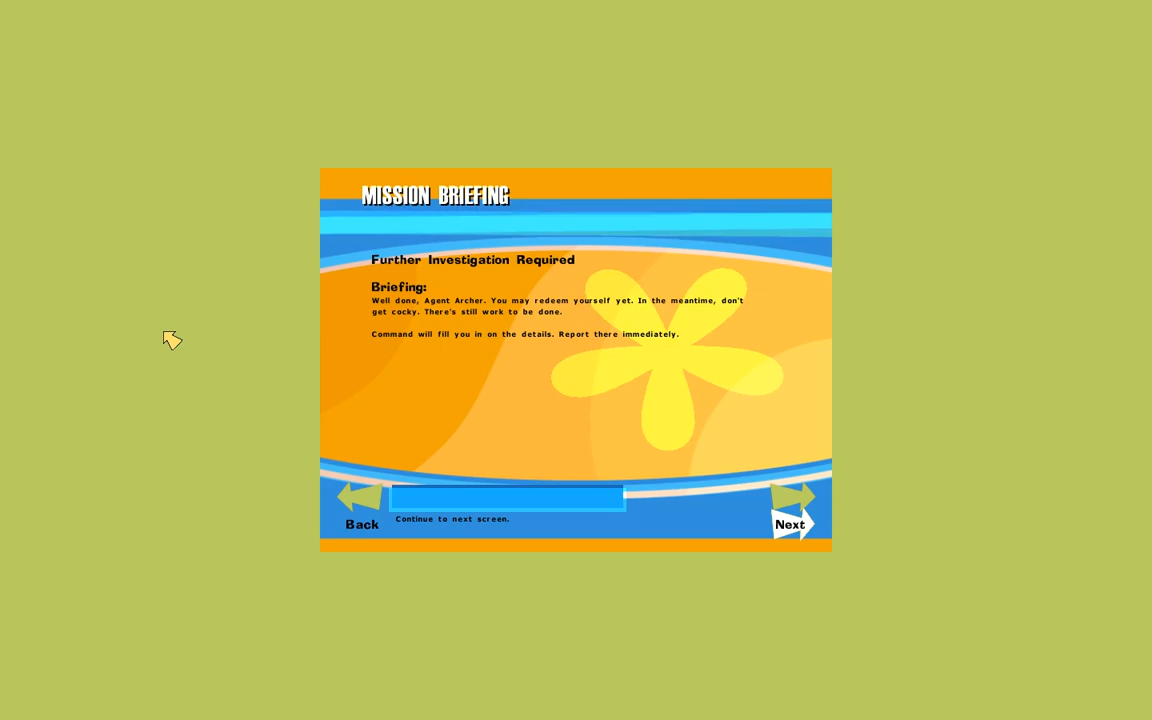 MISSION BRIEFING
Further Investigation Required
Briefing:
Well done, Agent Archer. You may redeem yourself yet. In the meantime, don't
get cocky. There's still work to be done.
Command will fill you in on the details. Report there immediately.
Back
Continue to next screen.
Next